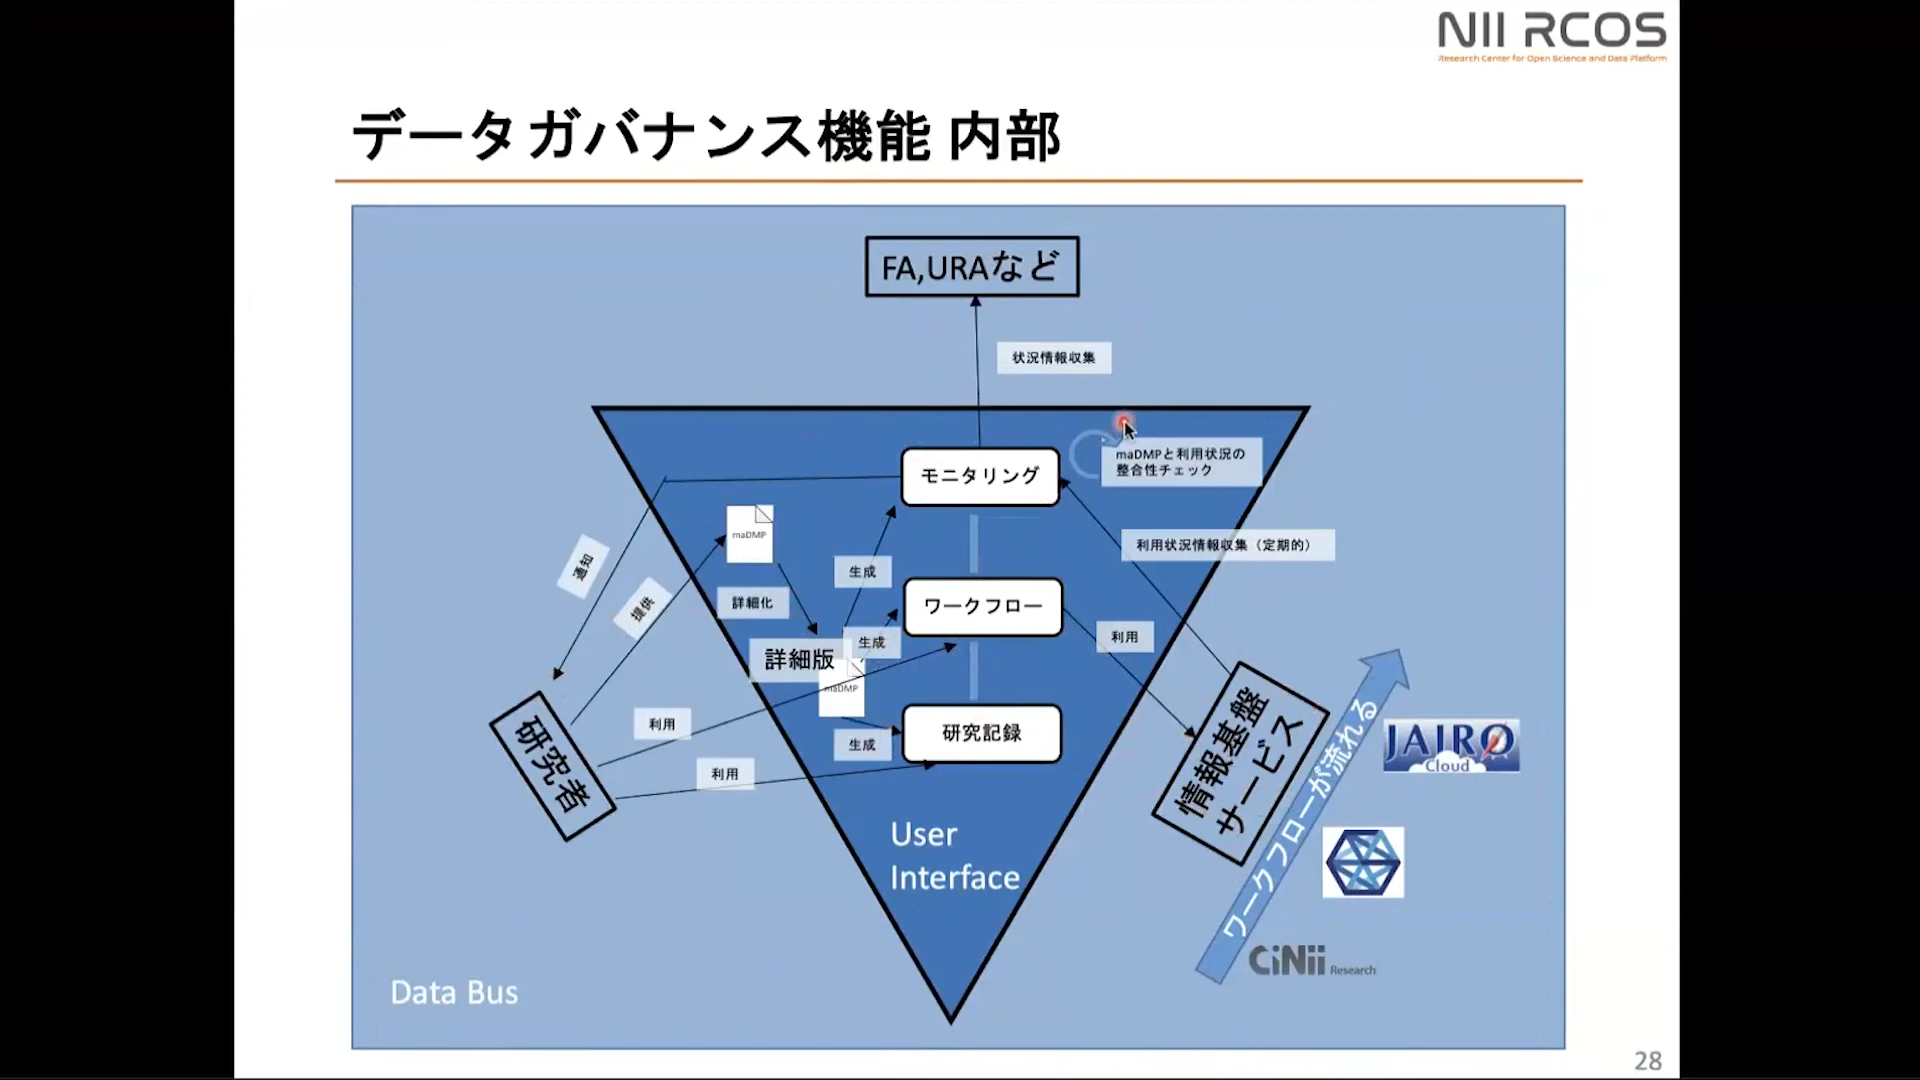 NII RCOS
Research Center for Open Science and Data Platform
データガバナンス機能 内部
FA,URAなど
状況情報収集
モニタリング
maDMPと利用状況の
整合性チェック
利用状況情報収集（定期的）
maDMP
通知
提供
詳細化
生成
ワークフロー
生成
利用
詳細版
maDMP
利用
生成
研究記録
利用
研究者
情報基盤
サービス
ワークフローが流れる
JAIRO
Cloud
CiNii Research
User
Interface
Data Bus
28